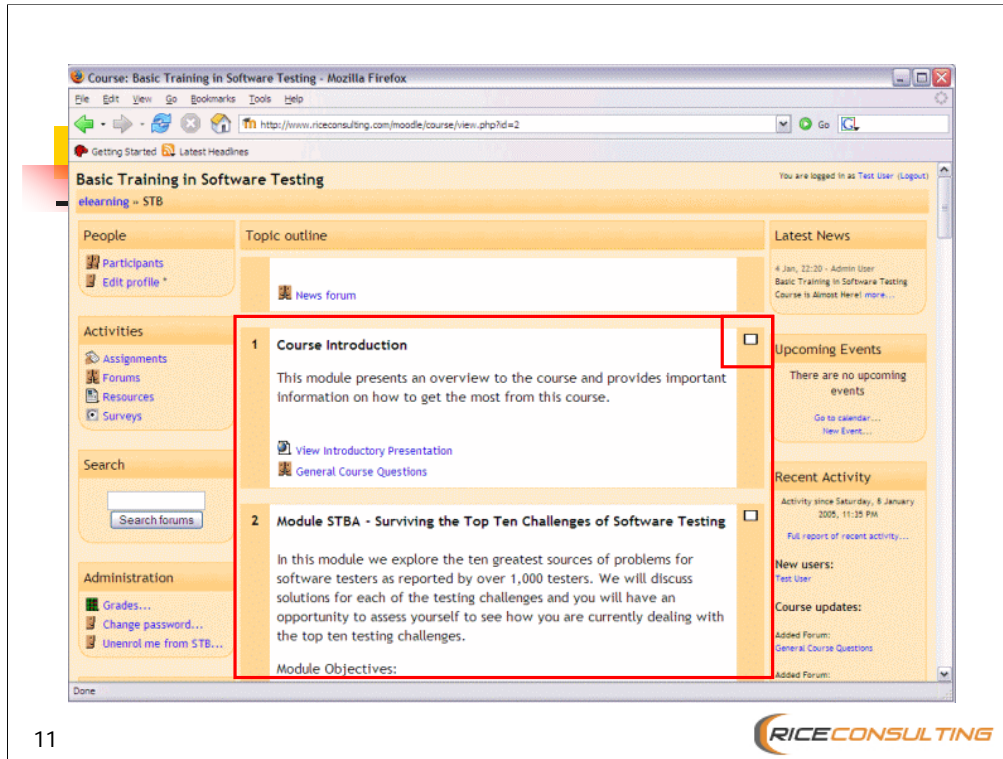 Course: Basic Training in Software Testing - Mozilla Firefox
File Edit View Go Bookmarks Tools Help
http://www.riceconsulting.com/moodle/course/view.php?id=2
Go
Getting Started Latest Headlines
Basic Training in Software Testing
You are logged in as Test User (Logout)
elearning » STB
People
Participants
Edit profile *
Activities
Assignments
Forums
Resources
Surveys
Search
Search forums
Administration
Grades...
Change password...
Unenrol me from STB...
Topic outline
News forum
1 Course Introduction
This module presents an overview to the course and provides important
information on how to get the most from this course.
View Introductory Presentation
General Course Questions
2 Module STBA - Surviving the Top Ten Challenges of Software Testing
In this module we explore the ten greatest sources of problems for
software testers as reported by over 1,000 testers. We will discuss
solutions for each of the testing challenges and you will have an
opportunity to assess yourself to see how you are currently dealing with
the top ten testing challenges.
Module Objectives:
Latest News
4 Jan, 22:20 - Admin User
Basic Training in Software Testing
Course is Almost Here! more...
Upcoming Events
There are no upcoming
events
Go to calendar...
New Event...
Recent Activity
Activity since Saturday, 8 January
2005, 11:35 PM
Full report of recent activity...
New users:
Test User
Course updates:
Added Forum:
General Course Questions
Added Forum:
Done
11
RICECONSULTING